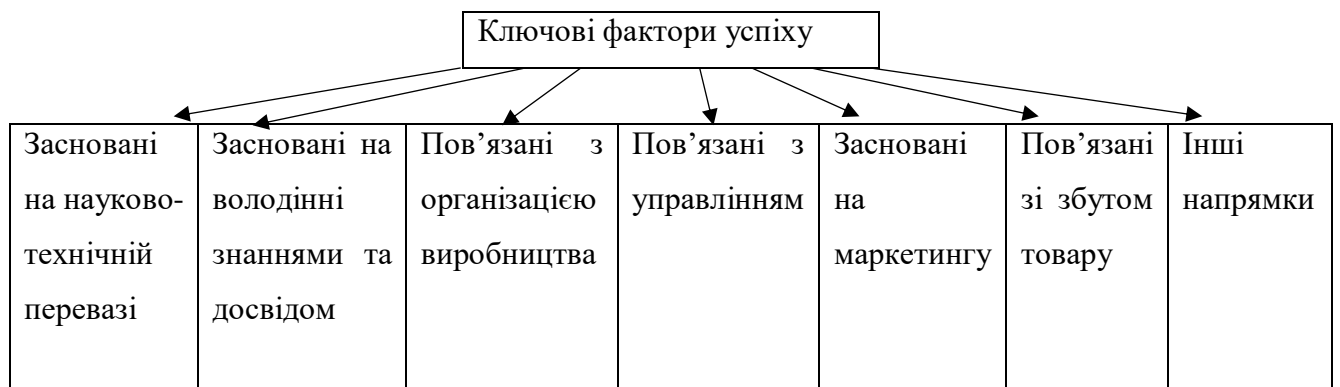 Ключові фактори успіху
Засновані
на науково-
технічній
перевазі
Засновані на
володінні
знаннями та
досвідом
Пов’язані з
організацією
виробництва
Пов’язані з
управлінням
Засновані
на
маркетингу
Пов’язані
зі збутом
товару
Інші
напрямки